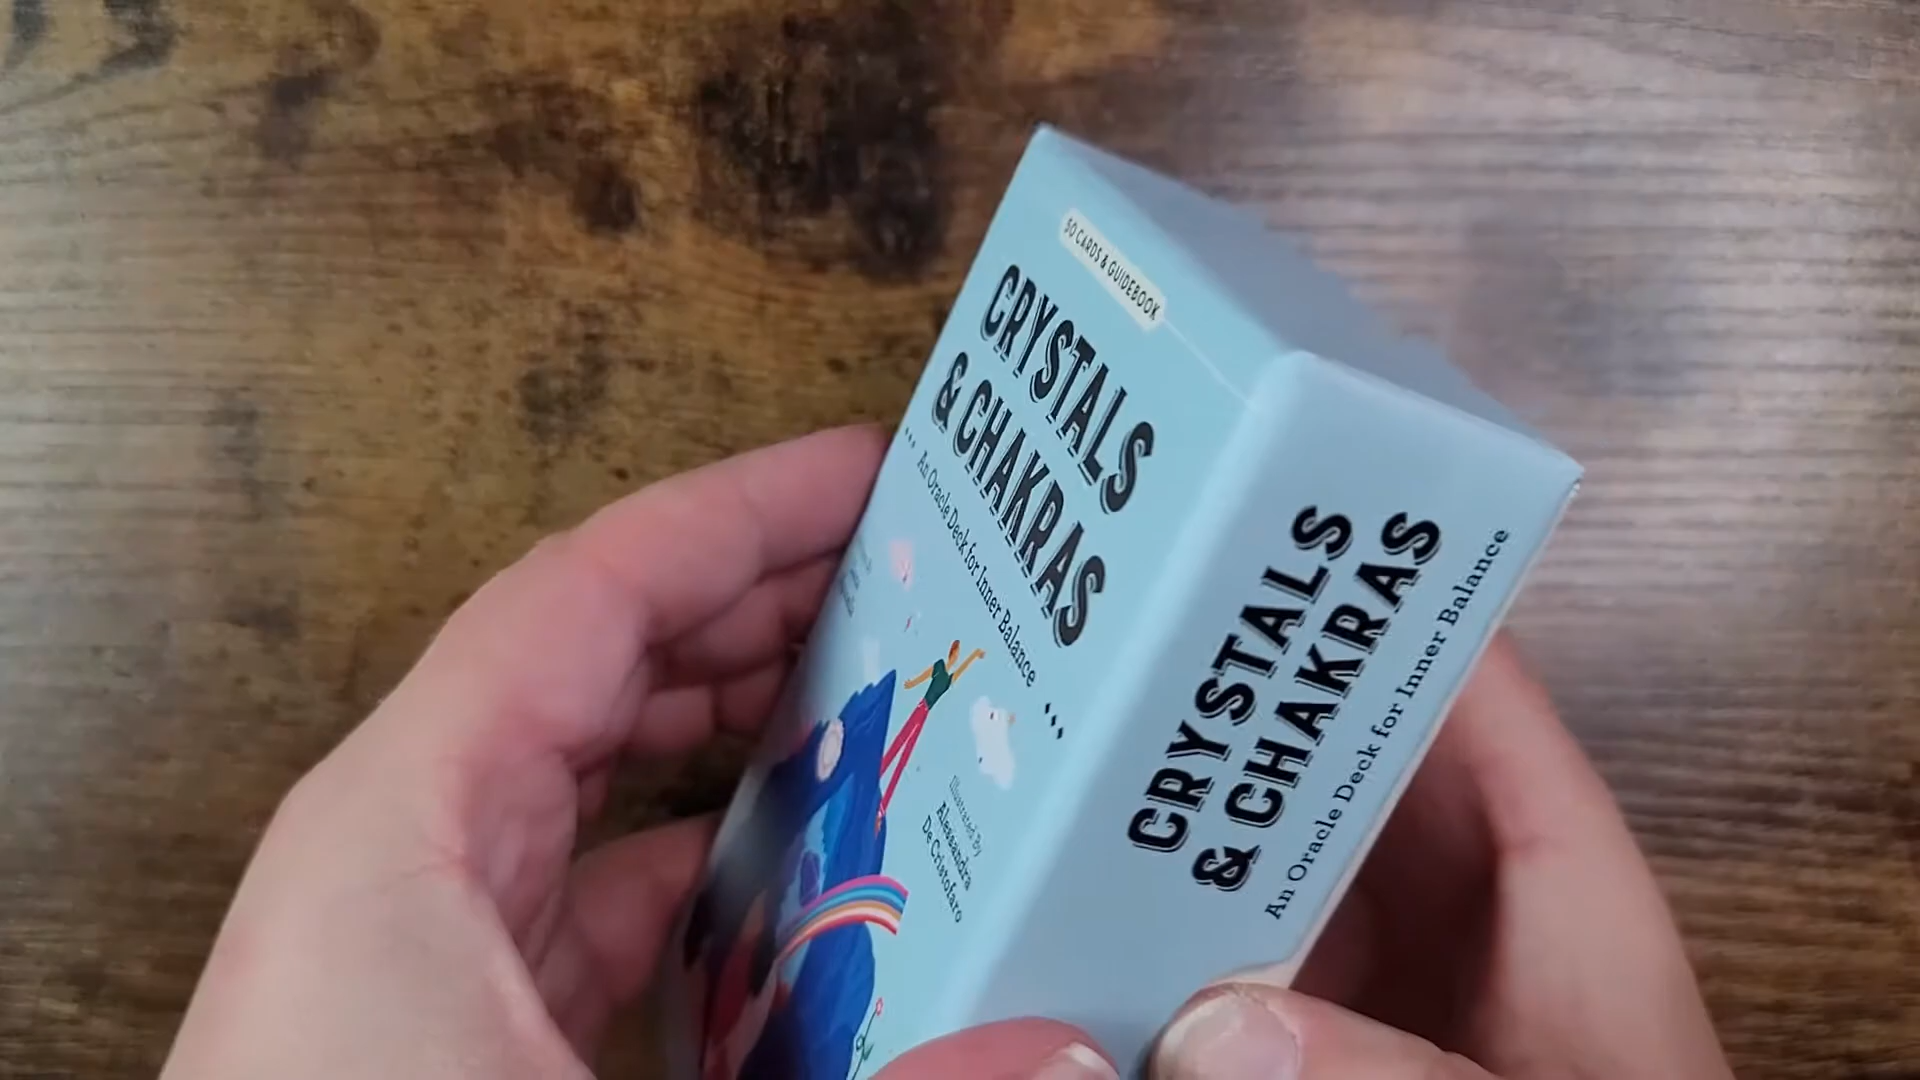 50 CARDS & GUIDEBOOK
CRYSTALS
& CHAKRAS
An Oracle Deck for Inner Balance
Illustrated By
Alessandra
De Cristofaro
CRYSTALS
& CHAKRAS
An Oracle Deck for Inner Balance